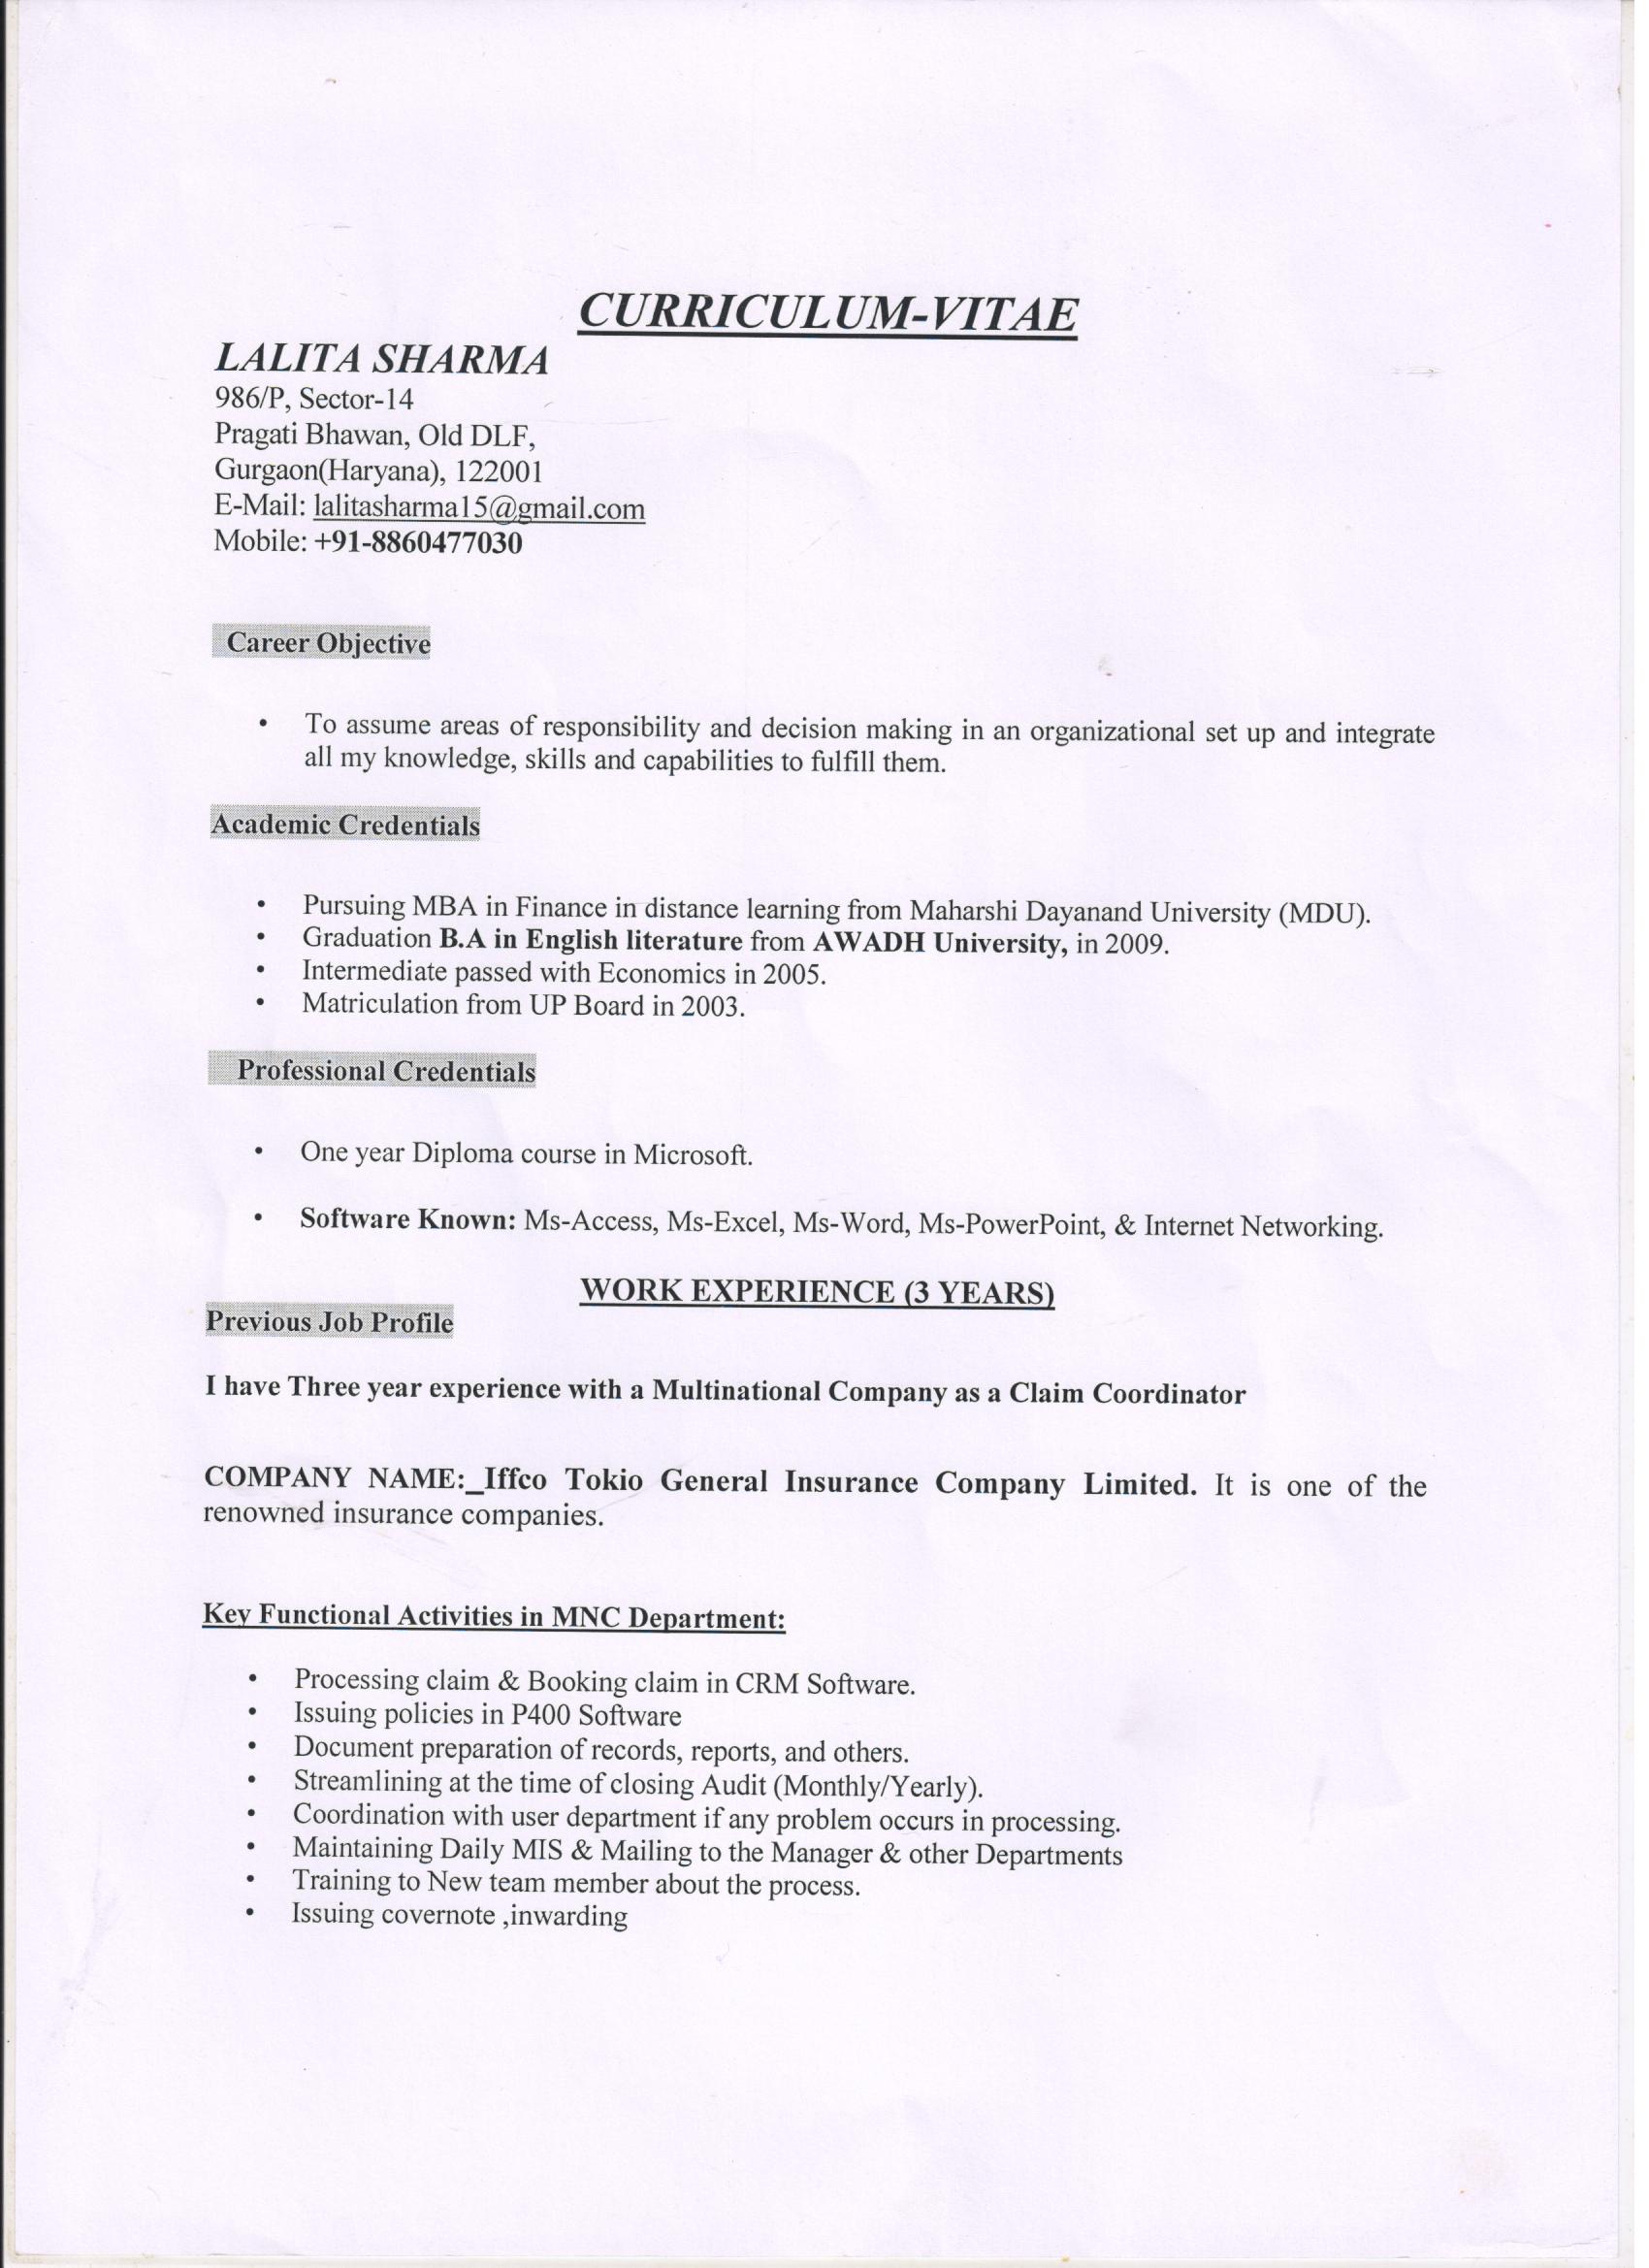 CURRICULUM-VITAE
LALITA SHARMA
986/P, Sector-14
Pragati Bhawan, Old DLF,
Gurgaon(Haryana), 122001
E-Mail: lalitasharma15@gmail.com
Mobile: +91-8860477030
Career Objective
• To assume areas of responsibility and decision making in an organizational set up and integrate
all my knowledge, skills and capabilities to fulfill them.
Academic Credentials
• Pursuing MBA in Finance in distance learning from Maharshi Dayanand University (MDU).
• Graduation B.A in English literature from AWADH University, in 2009.
• Intermediate passed with Economics in 2005.
• Matriculation from UP Board in 2003.
Professional Credentials
• One year Diploma course in Microsoft.
• Software Known: Ms-Access, Ms-Excel, Ms-Word, Ms-PowerPoint, & Internet Networking.
WORK EXPERIENCE (3 YEARS)
Previous Job Profile
I have Three year experience with a Multinational Company as a Claim Coordinator
COMPANY NAME:_Iffco Tokio General Insurance Company Limited. It is one of the
renowned insurance companies.
Key Functional Activities in MNC Department:
• Processing claim & Booking claim in CRM Software.
• Issuing policies in P400 Software
• Document preparation of records, reports, and others.
• Streamlining at the time of closing Audit (Monthly/Yearly).
• Coordination with user department if any problem occurs in processing.
• Maintaining Daily MIS & Mailing to the Manager & other Departments
• Training to New team member about the process.
• Issuing covernote ,inwarding